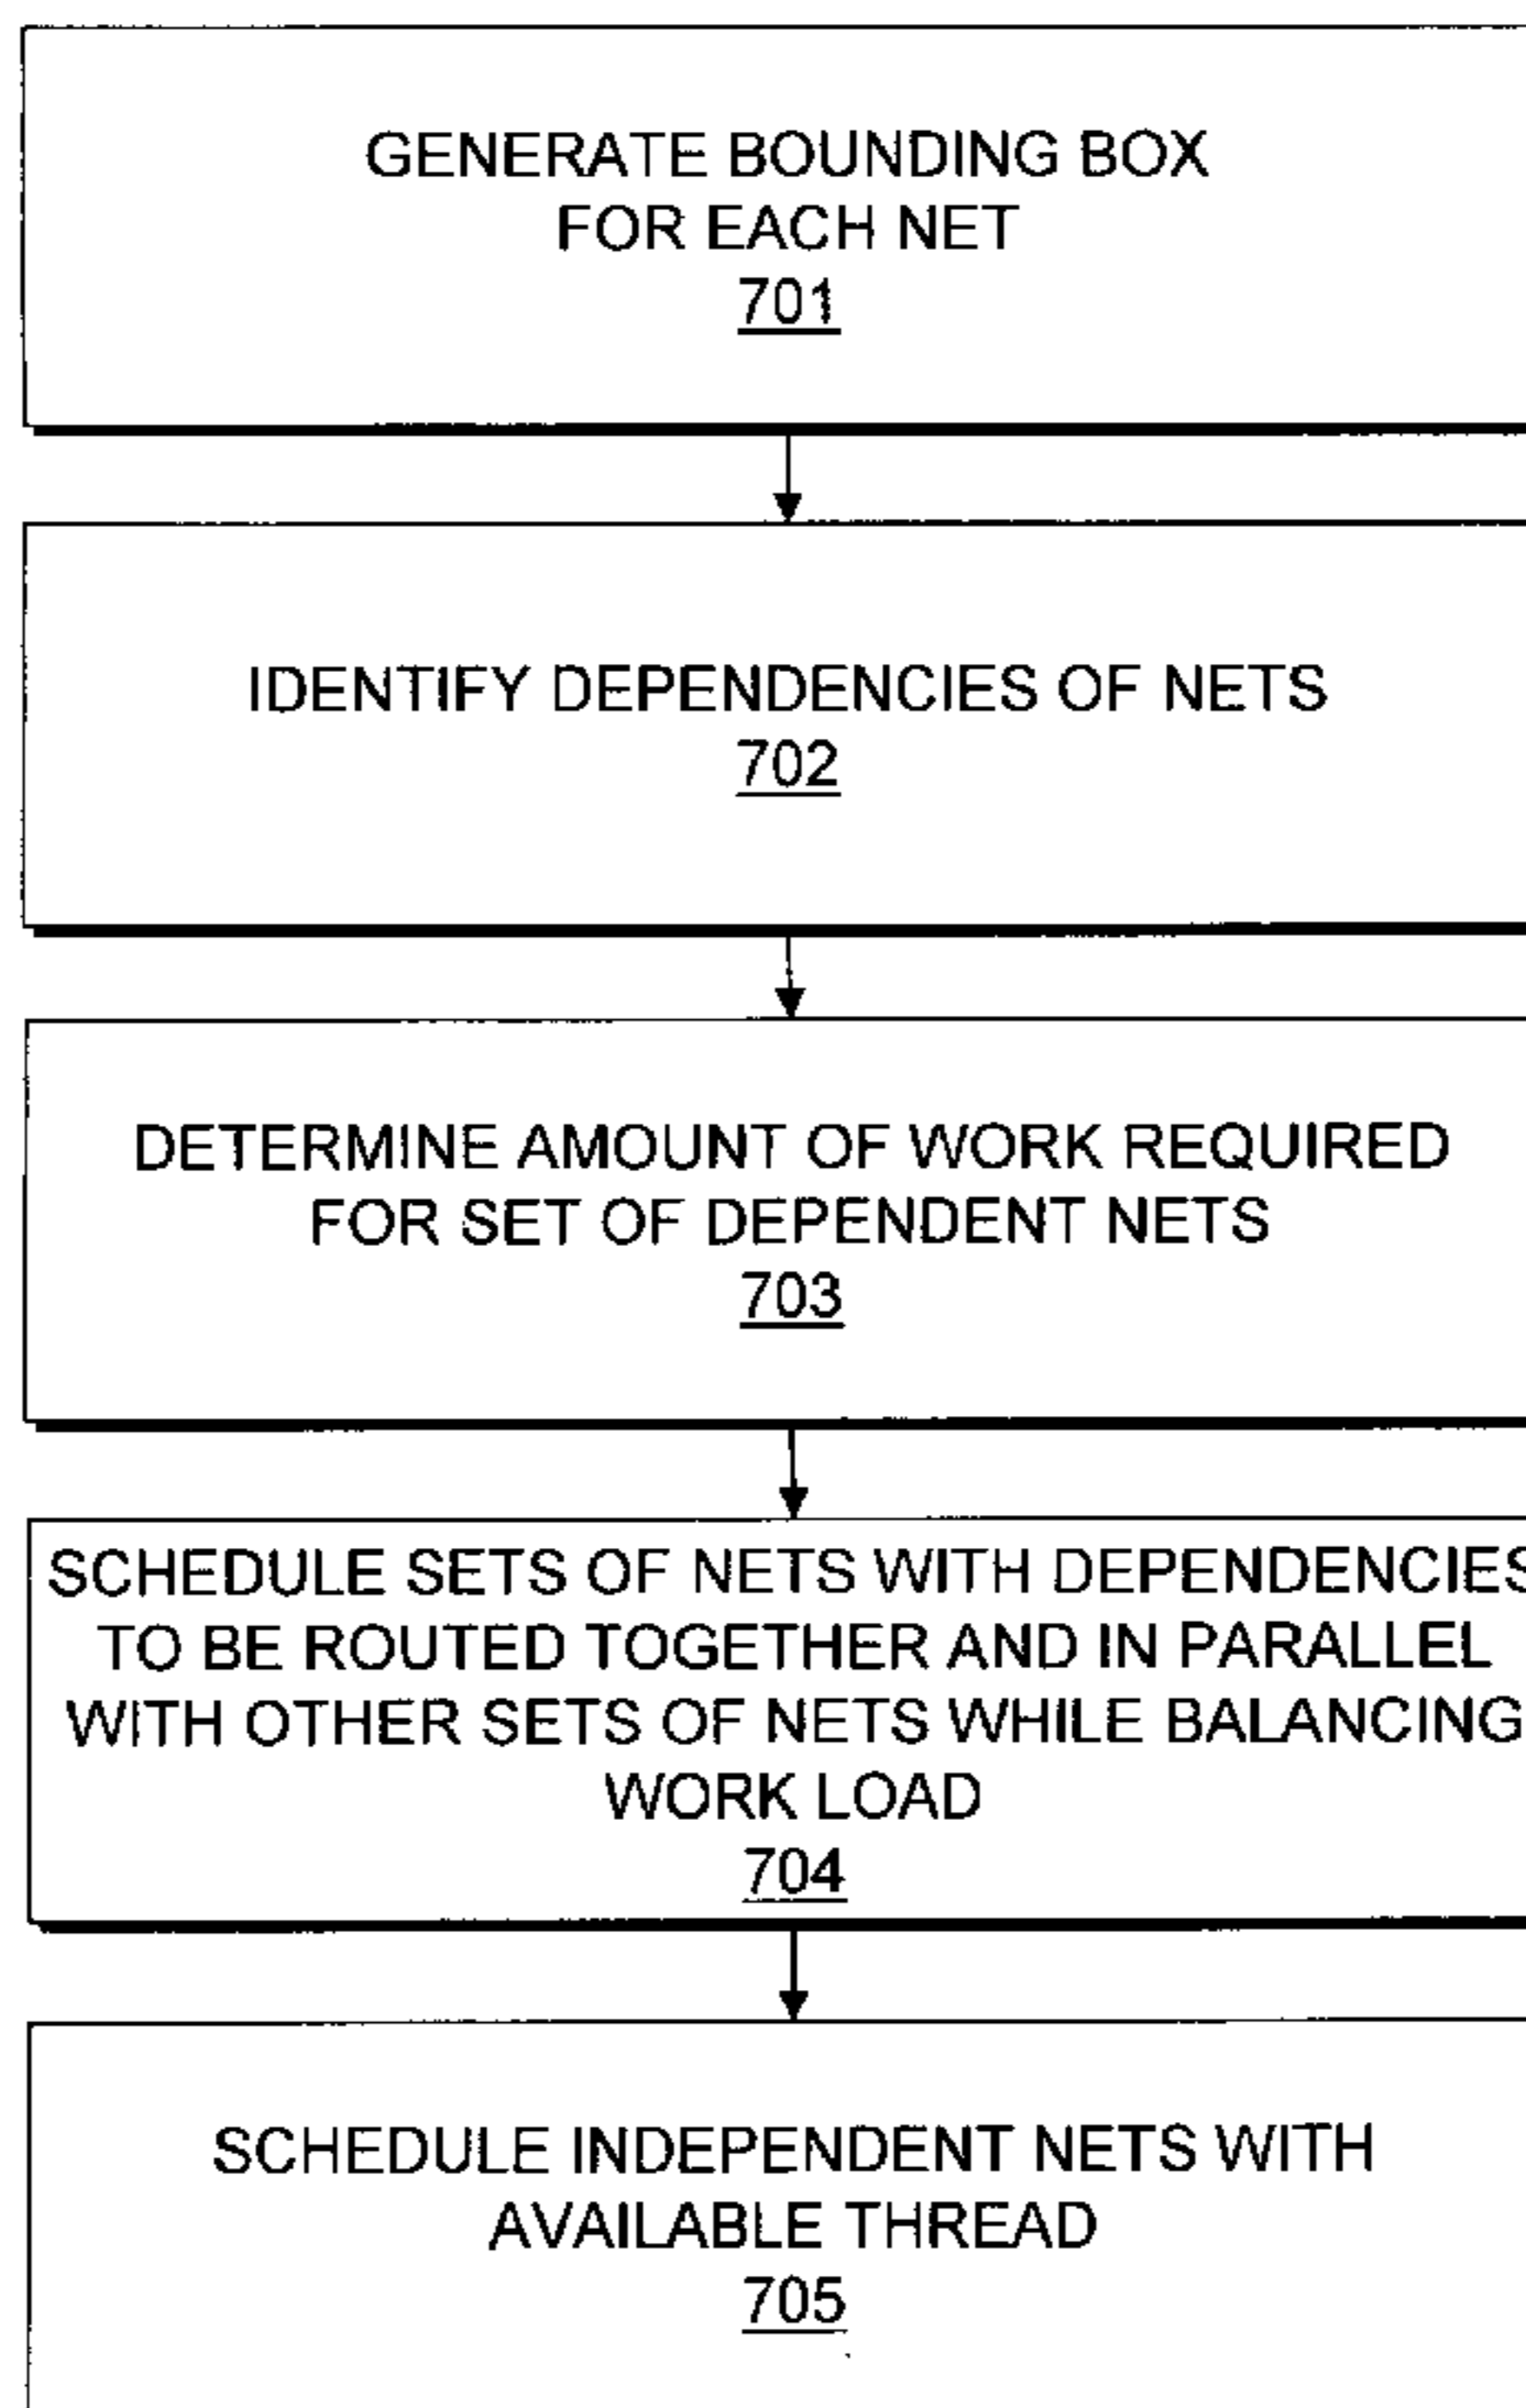 GENERATE BOUNDING BOX
FOR EACH NET
701
IDENTIFY DEPENDENCIES OF NETS
702
DETERMINE AMOUNT OF WORK REQUIRED
FOR SET OF DEPENDENT NETS
703
SCHEDULE SETS OF NETS WITH DEPENDENCIES
TO BE ROUTED TOGETHER AND IN PARALLEL
WITH OTHER SETS OF NETS WHILE BALANCING
WORK LOAD
704
SCHEDULE INDEPENDENT NETS WITH
AVAILABLE THREAD
705